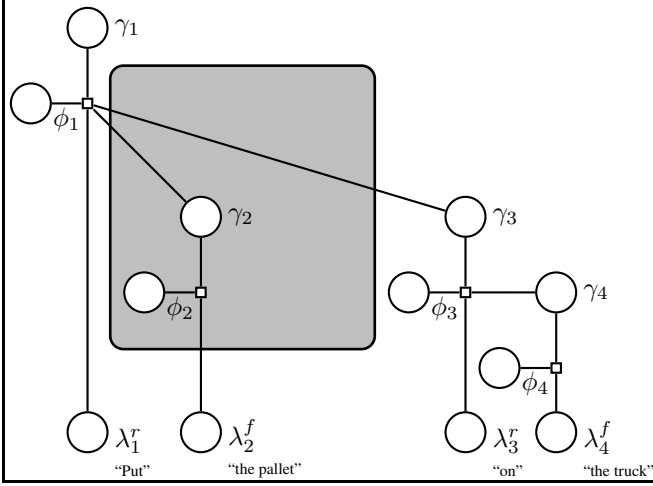 γ₁
ϕ₁
γ₂ γ₃
ϕ₂ ϕ₃ γ₄
ϕ₄
λ₁ʳ λ₂ᶠ λ₃ʳ λ₄ᶠ
“Put” “the pallet” “on” “the truck”